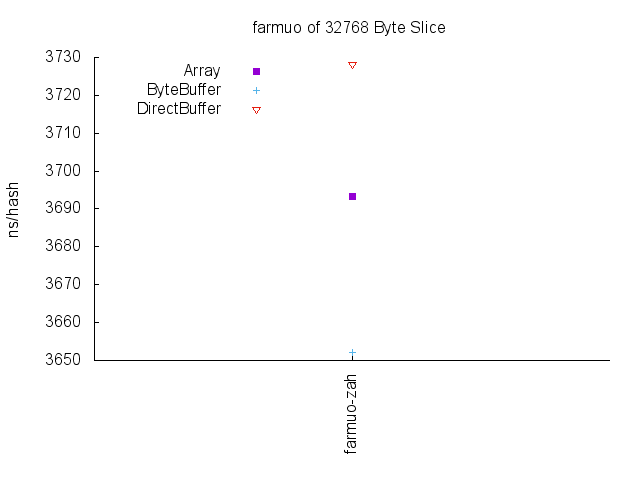 farmuo of 32768 Byte Slice
3730
3720
3710
3700
3690
3680
3670
3660
3650
ns/hash
Array
ByteBuffer
DirectBuffer
farmuo-zah